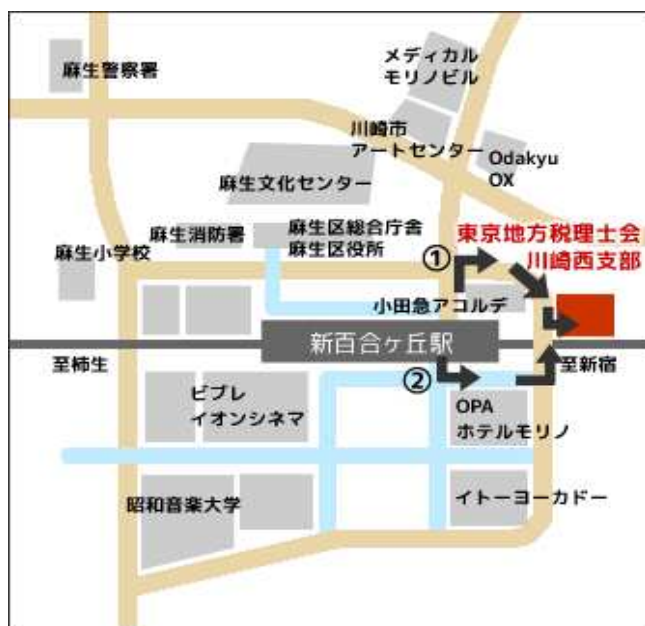 麻生警察署
メディカル
モリノビル
川崎市
アートセンター
Odakyu
OX
麻生文化センター
麻生消防署
麻生区総合庁舎
麻生区役所
東京地方税理士会
川崎西支部
麻生小学校
①
小田急アコルデ
新百合ヶ丘駅
至柿生
至新宿
②
ビブレ
イオンシネマ
OPA
ホテルモリノ
昭和音楽大学
イトーヨーカドー